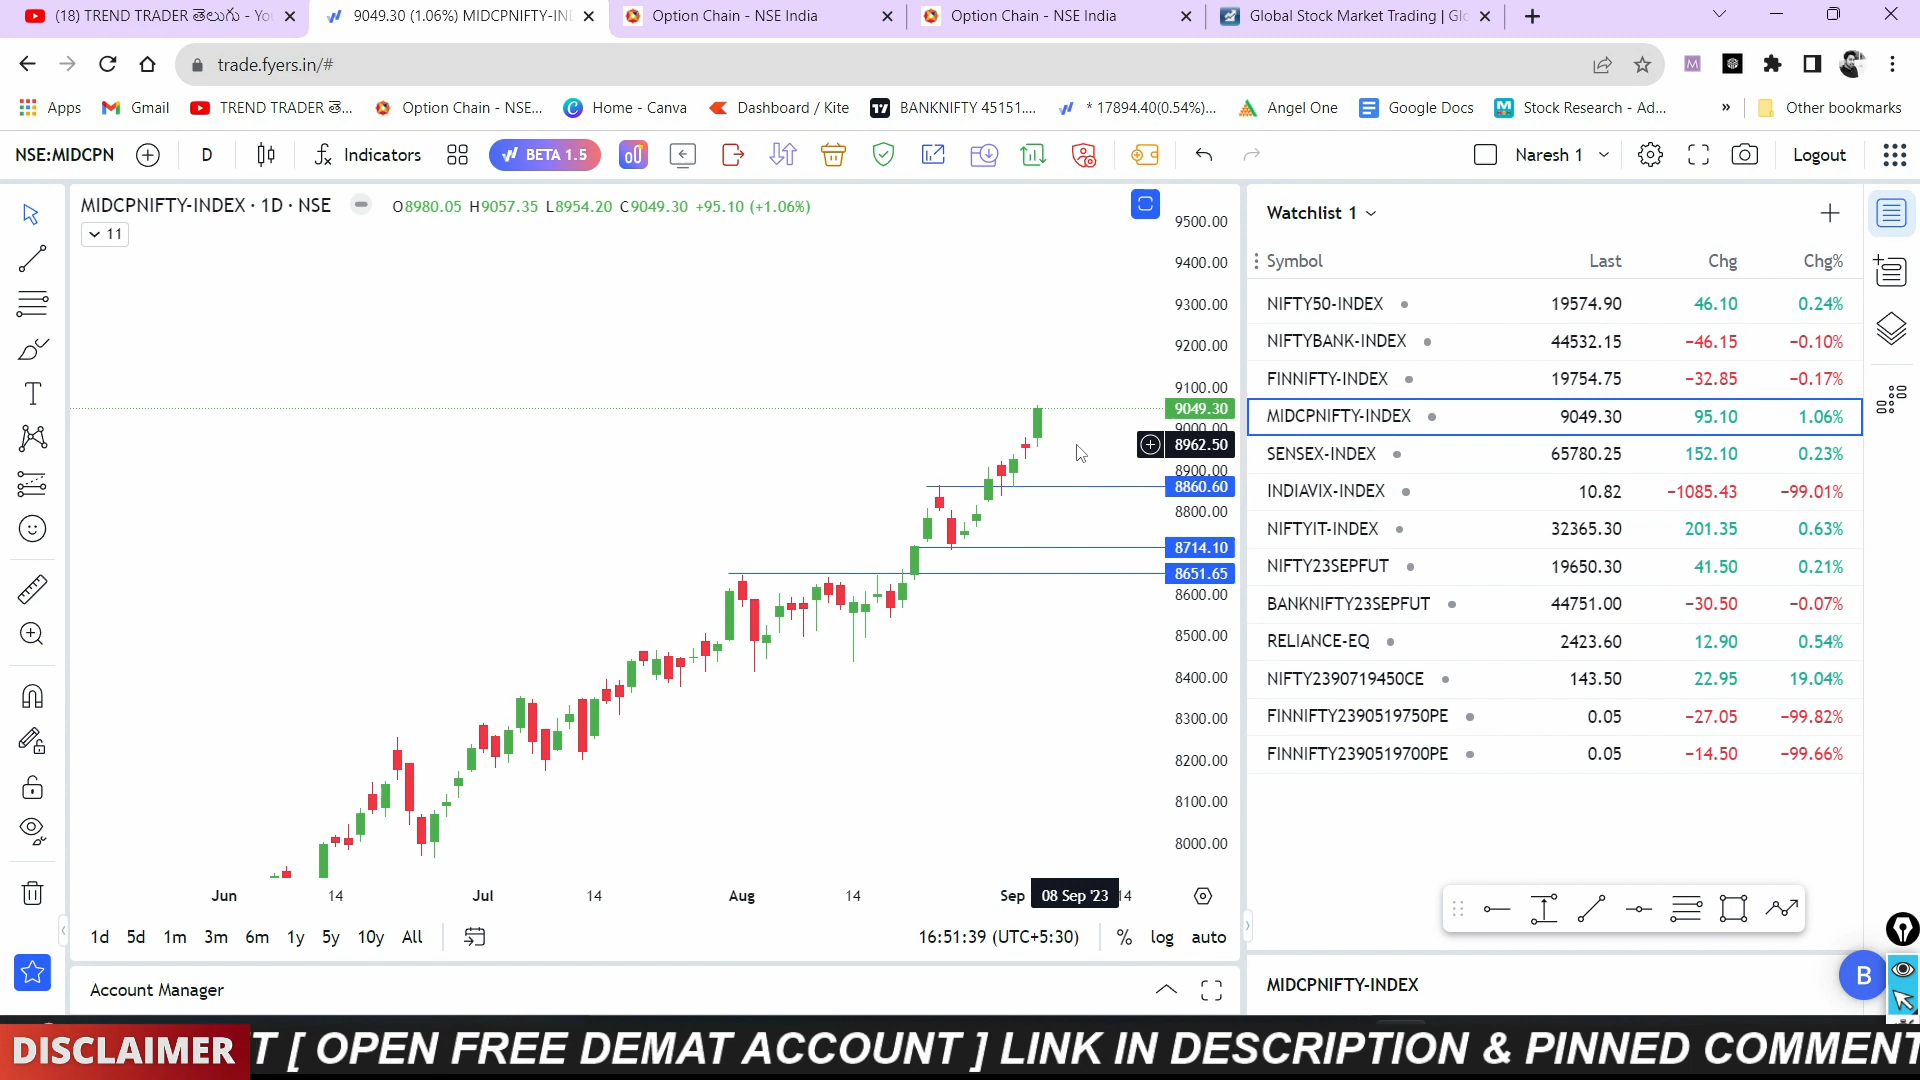 (18) TREND TRADER తెలుగు - Yo
9049.30 (1.06%) MIDCPNIFTY-IN
Option Chain - NSE India
Option Chain - NSE India
Global Stock Market Trading | Glo
trade.fyers.in/#
Apps
Gmail
TREND TRADER తె...
Option Chain - NSE...
Home - Canva
Dashboard / Kite
BANKNIFTY 45151....
* 17894.40(0.54%)...
Angel One
Google Docs
Stock Research - Ad...
»
Other bookmarks
NSE:MIDCPN
D
Indicators
BETA 1.5
Naresh 1
Logout
MIDCPNIFTY-INDEX · 1D · NSE
O8980.05 H9057.35 L8954.20 C9049.30 +95.10 (+1.06%)
11
9500.00
9400.00
9300.00
9200.00
9100.00
9049.30
9000.00
8962.50
8900.00
8860.60
8800.00
8714.10
8651.65
8600.00
8500.00
8400.00
8300.00
8200.00
8100.00
8000.00
Jun 14 Jul 14 Aug 14 Sep 08 Sep '23 14
1d 5d 1m 3m 6m 1y 5y 10y All
16:51:39 (UTC+5:30) % log auto
Account Manager
Watchlist 1
Symbol Last Chg Chg%
NIFTY50-INDEX 19574.90 46.10 0.24%
NIFTYBANK-INDEX 44532.15 −46.15 −0.10%
FINNIFTY-INDEX 19754.75 −32.85 −0.17%
MIDCPNIFTY-INDEX 9049.30 95.10 1.06%
SENSEX-INDEX 65780.25 152.10 0.23%
INDIAVIX-INDEX 10.82 −1085.43 −99.01%
NIFTYIT-INDEX 32365.30 201.35 0.63%
NIFTY23SEPFUT 19650.30 41.50 0.21%
BANKNIFTY23SEPFUT 44751.00 −30.50 −0.07%
RELIANCE-EQ 2423.60 12.90 0.54%
NIFTY2390719450CE 143.50 22.95 19.04%
FINNIFTY2390519750PE 0.05 −27.05 −99.82%
FINNIFTY2390519700PE 0.05 −14.50 −99.66%
MIDCPNIFTY-INDEX
B
DISCLAIMER
T [ OPEN FREE DEMAT ACCOUNT ] LINK IN DESCRIPTION & PINNED COMMENT